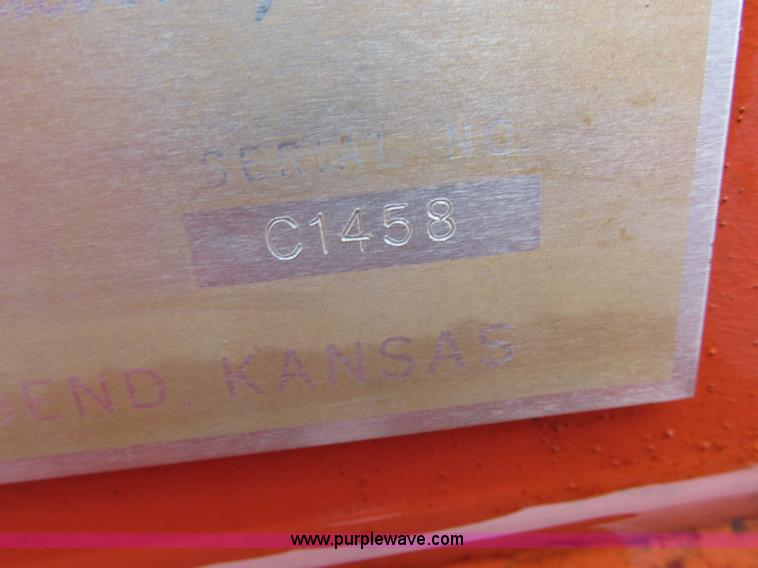 SERIAL NO.
C1458
BEND, KANSAS
www.purplewave.com